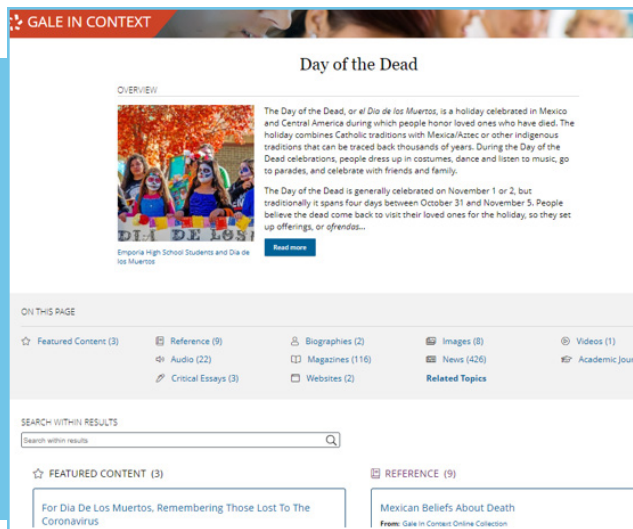 GALE IN CONTEXT
Day of the Dead
OVERVIEW
DIA DE LOS
Emporia High School Students and Dia de
los Muertos
The Day of the Dead, or el Dia de los Muertos, is a holiday celebrated in Mexico
and Central America during which people honor loved ones who have died. The
holiday combines Catholic traditions with Mexica/Aztec or other indigenous
traditions that can be traced back thousands of years. During the Day of the
Dead celebrations, people dress up in costumes, dance and listen to music, go
to parades, and celebrate with friends and family.
The Day of the Dead is generally celebrated on November 1 or 2, but
traditionally it spans four days between October 31 and November 5. People
believe the dead come back to visit their loved ones for the holiday, so they set
up offerings, or ofrendas...
Read more
ON THIS PAGE
Featured Content (3)
Reference (9)
Biographies (2)
Images (8)
Videos (1)
Audio (22)
Magazines (116)
News (426)
Academic Jour
Critical Essays (3)
Websites (2)
Related Topics
SEARCH WITHIN RESULTS
Search within results
FEATURED CONTENT (3)
For Dia De Los Muertos, Remembering Those Lost To The
Coronavirus
REFERENCE (9)
Mexican Beliefs About Death
From: Gale In Context Online Collection